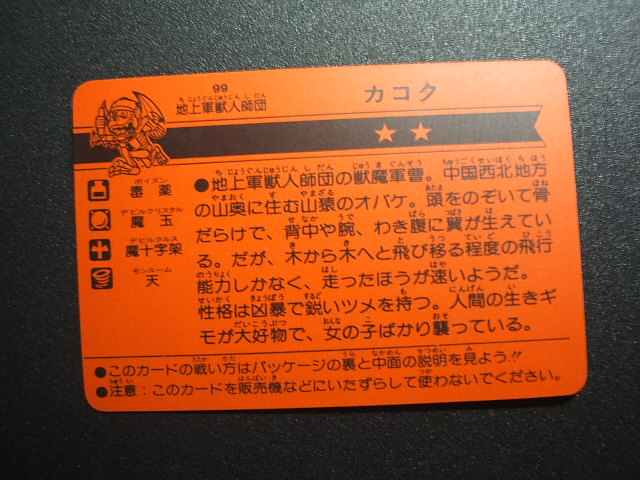 99
地上軍獣人師団
カコク
ポイズン
毒薬
デビルクリスタル
魔玉
デビルクルス
魔十字架
モンスーム
天
●地上軍獣人師団の獣魔軍曹。中国西北地方
の山奥に住む山猿のオバケ。頭をのぞいて骨
だらけで、背中や腕、わき腹に翼が生えてい
る。だが、木から木へと飛び移る程度の飛行
能力しかなく、走ったほうが速いようだ。
性格は凶暴で鋭いツメを持つ。人間の生きギ
モが大好物で、女の子ばかり襲っている。
●このカードの戦い方はパッケージの裏と中面の説明を見よう!!
●注意：このカードを販売機などにいたずらして使わないでください。